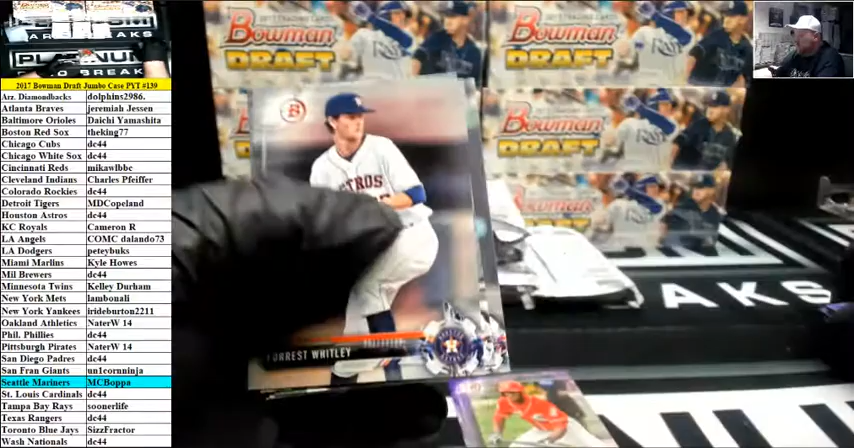 PLATINUM
BREAK
2017 Bowman Draft Jumbo Case PYT #139
Arz. Diamondbacks dolphins2986.
Atlanta Braves jeremiah Jessen
Baltimore Orioles Daichi Yamashita
Boston Red Sox theking77
Chicago Cubs dc44
Chicago White Sox dc44
Cincinnati Reds mikawlbbc
Cleveland Indians Charles Pfeiffer
Colorado Rockies dc44
Detroit Tigers MDCopeland
Houston Astros dc44
KC Royals Cameron R
LA Angels COMC dalando73
LA Dodgers peteybuks
Miami Marlins Kyle Howes
Mil Brewers dc44
Minnesota Twins Kelley Durham
New York Mets lambonali
New York Yankees irideburton2211
Oakland Athletics NaterW 14
Phil. Phillies dc44
Pittsburgh Pirates NaterW 14
San Diego Padres dc44
San Fran Giants un1cornninja
Seattle Mariners MCBoppa
St. Louis Cardinals dc44
Tampa Bay Rays soonerlife
Texas Rangers dc44
Toronto Blue Jays SizzFractor
Wash Nationals dc44
Bowman
DRAFT
Bowman
DRAFT
Bowman
DRAFT
Bowman
DRAFT
TROS
FORREST WHITLEY
AKS